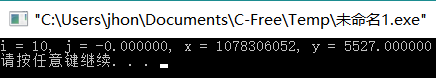 "C:\Users\jhon\Documents\C-Free\Temp\未命名1.exe"
i = 10, j = -0.000000, x = 1078306052, y = 5527.000000
请按任意键继续. . .